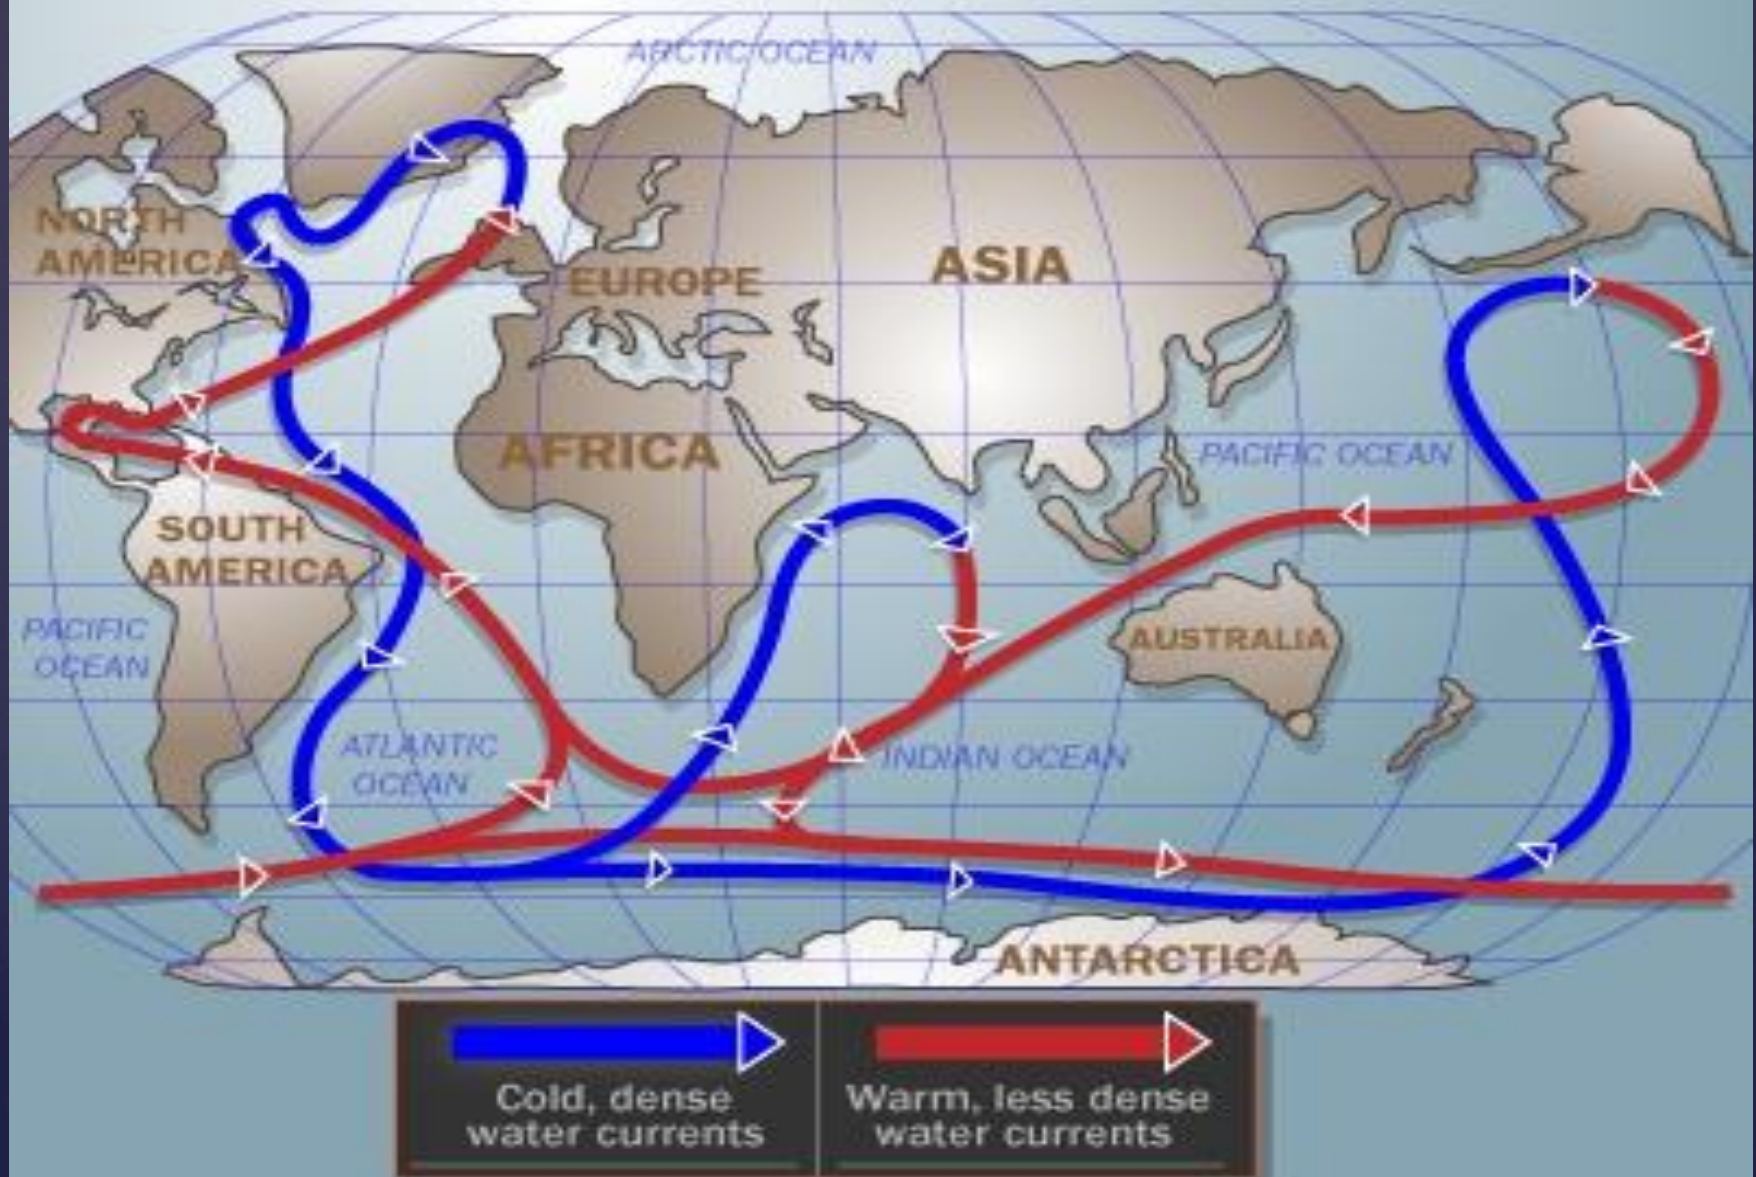 ARCTIC OCEAN
NORTH
AMERICA
EUROPE
ASIA
AFRICA
PACIFIC OCEAN
SOUTH
AMERICA
PACIFIC
OCEAN
AUSTRALIA
ATLANTIC
OCEAN
INDIAN OCEAN
ANTARCTICA
Cold, dense
water currents
Warm, less dense
water currents